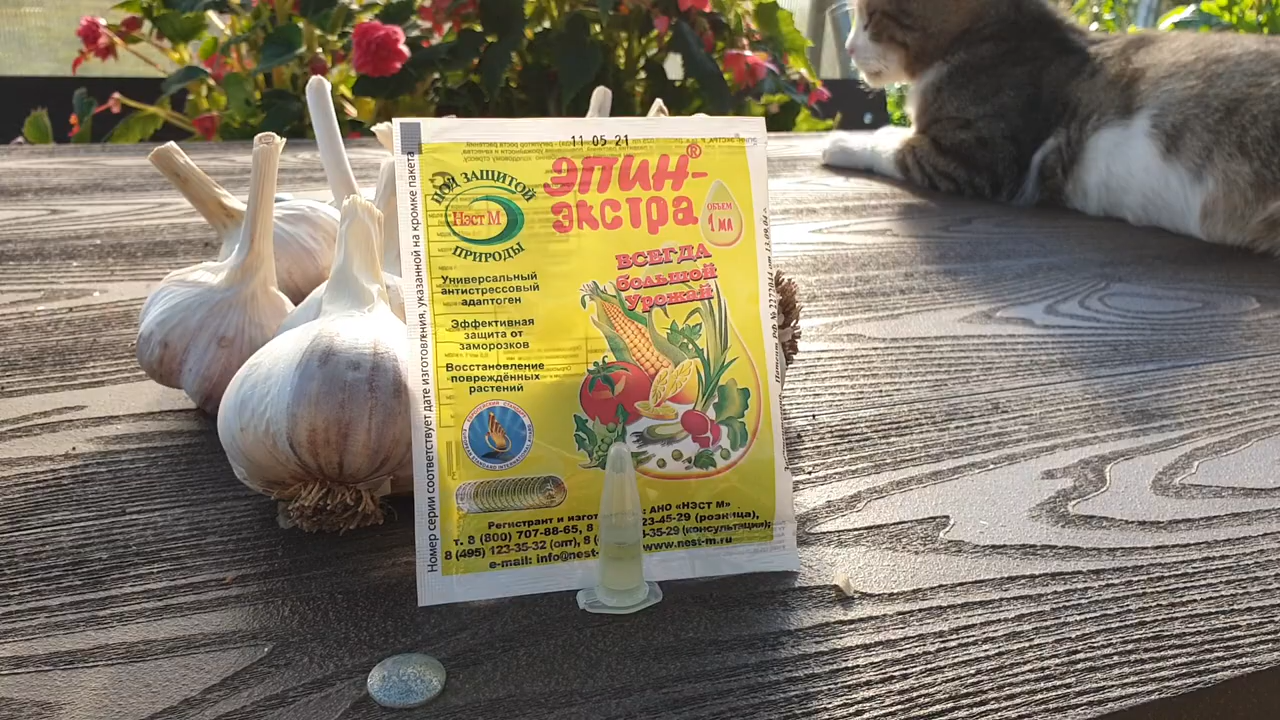 11 05 21
ЭПИН-®
ЭКСТРА
ОБЪЕМ
1 МЛ
ПОД ЗАЩИТОЙ
НЭСТ М
ПРИРОДЫ
ВСЕГДА
большой
Урожай
Универсальный
антистрессовый
адаптоген
Эффективная
защита от
заморозков
Восстановление
повреждённых
растений
Регистрант и изгот : АНО «НЭСТ М»
т. 8 (800) 707-88-65, 8 23-45-29 (розница),
8 (495) 123-35-32 (опт), 8 ( -35-29 (консультации);
e-mail: info@nest- www.nest-m.ru
Номер серии соответствует дате изготовления, указанной на кромке пакета